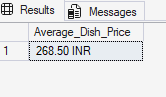 Results Messages
Average_Dish_Price
1 268.50 INR